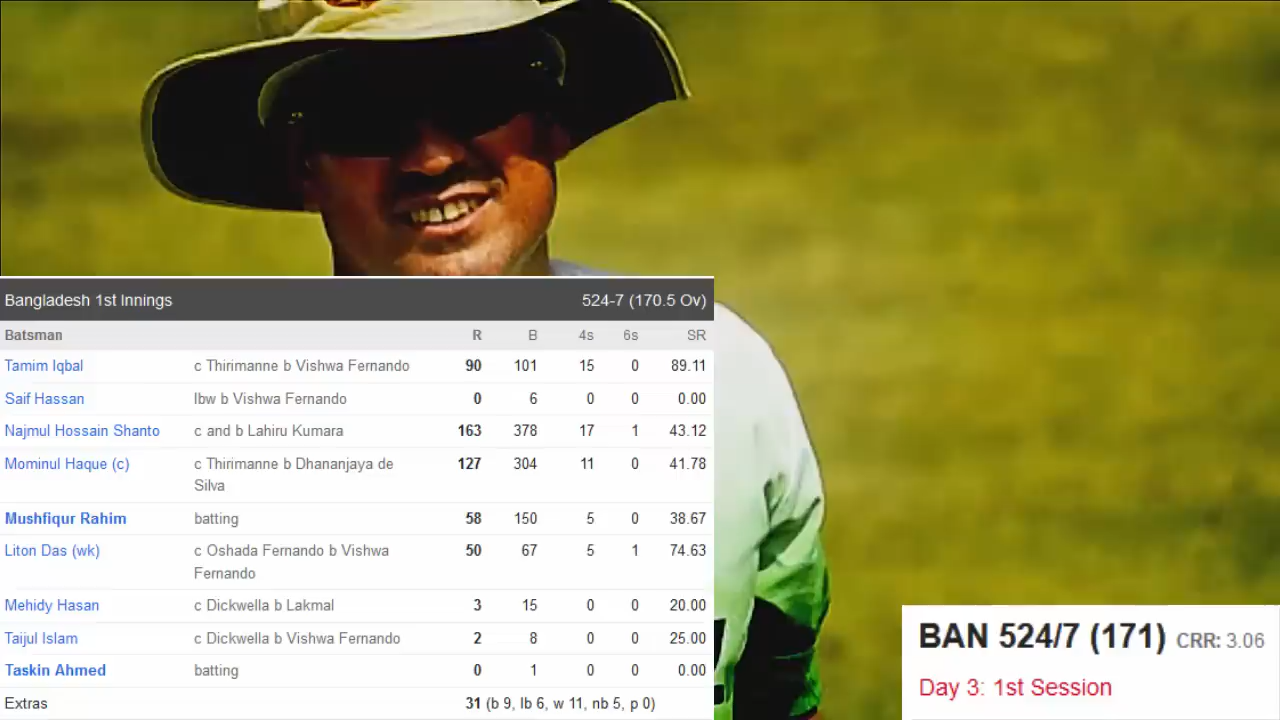 Bangladesh 1st Innings 524-7 (170.5 Ov)
Batsman R B 4s 6s SR
Tamim Iqbal c Thirimanne b Vishwa Fernando 90 101 15 0 89.11
Saif Hassan lbw b Vishwa Fernando 0 6 0 0 0.00
Najmul Hossain Shanto c and b Lahiru Kumara 163 378 17 1 43.12
Mominul Haque (c) c Thirimanne b Dhananjaya de 127 304 11 0 41.78
Silva
Mushfiqur Rahim batting 58 150 5 0 38.67
Liton Das (wk) c Oshada Fernando b Vishwa 50 67 5 1 74.63
Fernando
Mehidy Hasan c Dickwella b Lakmal 3 15 0 0 20.00
Taijul Islam c Dickwella b Vishwa Fernando 2 8 0 0 25.00
Taskin Ahmed batting 0 1 0 0 0.00
Extras 31 (b 9, lb 6, w 11, nb 5, p 0)
BAN 524/7 (171) CRR: 3.06
Day 3: 1st Session